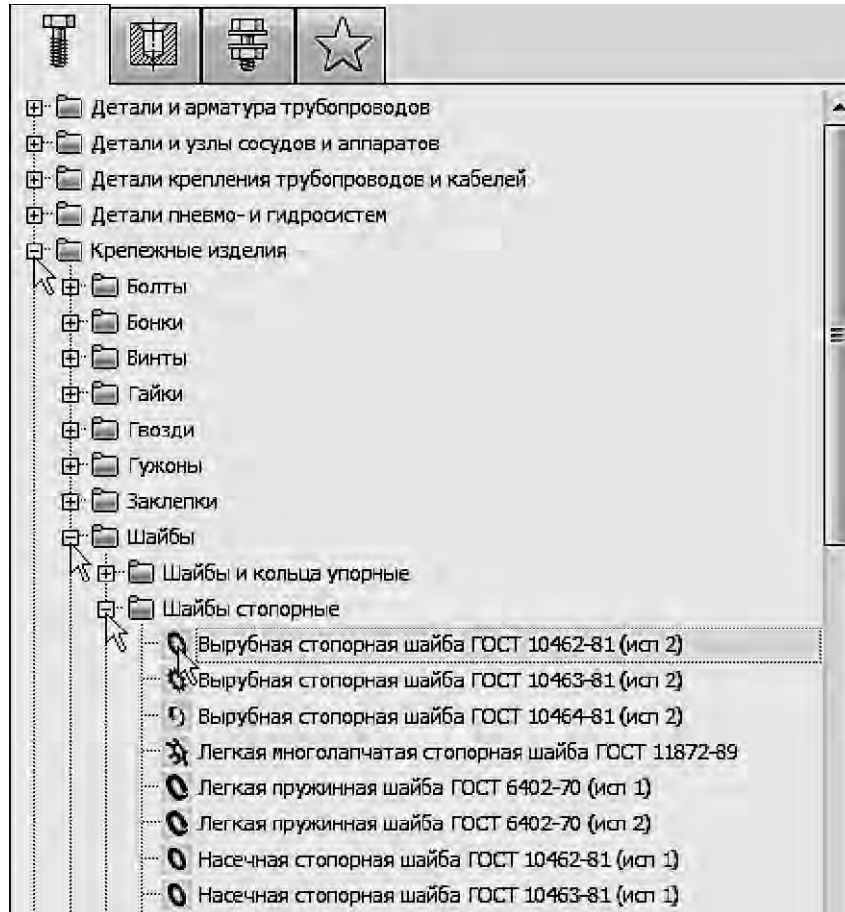 Детали и арматура трубопроводов
Детали и узлы сосудов и аппаратов
Детали крепления трубопроводов и кабелей
Детали пневмо- и гидросистем
Крепежные изделия
Болты
Бонки
Винты
Гайки
Гвозди
Гужоны
Заклепки
Шайбы
Шайбы и кольца упорные
Шайбы стопорные
Вырубная стопорная шайба ГОСТ 10462-81 (исп 2)
Вырубная стопорная шайба ГОСТ 10463-81 (исп 2)
Вырубная стопорная шайба ГОСТ 10464-81 (исп 2)
Легкая многолапчатая стопорная шайба ГОСТ 11872-89
Легкая пружинная шайба ГОСТ 6402-70 (исп 1)
Легкая пружинная шайба ГОСТ 6402-70 (исп 2)
Насечная стопорная шайба ГОСТ 10462-81 (исп 1)
Насечная стопорная шайба ГОСТ 10463-81 (исп 1)